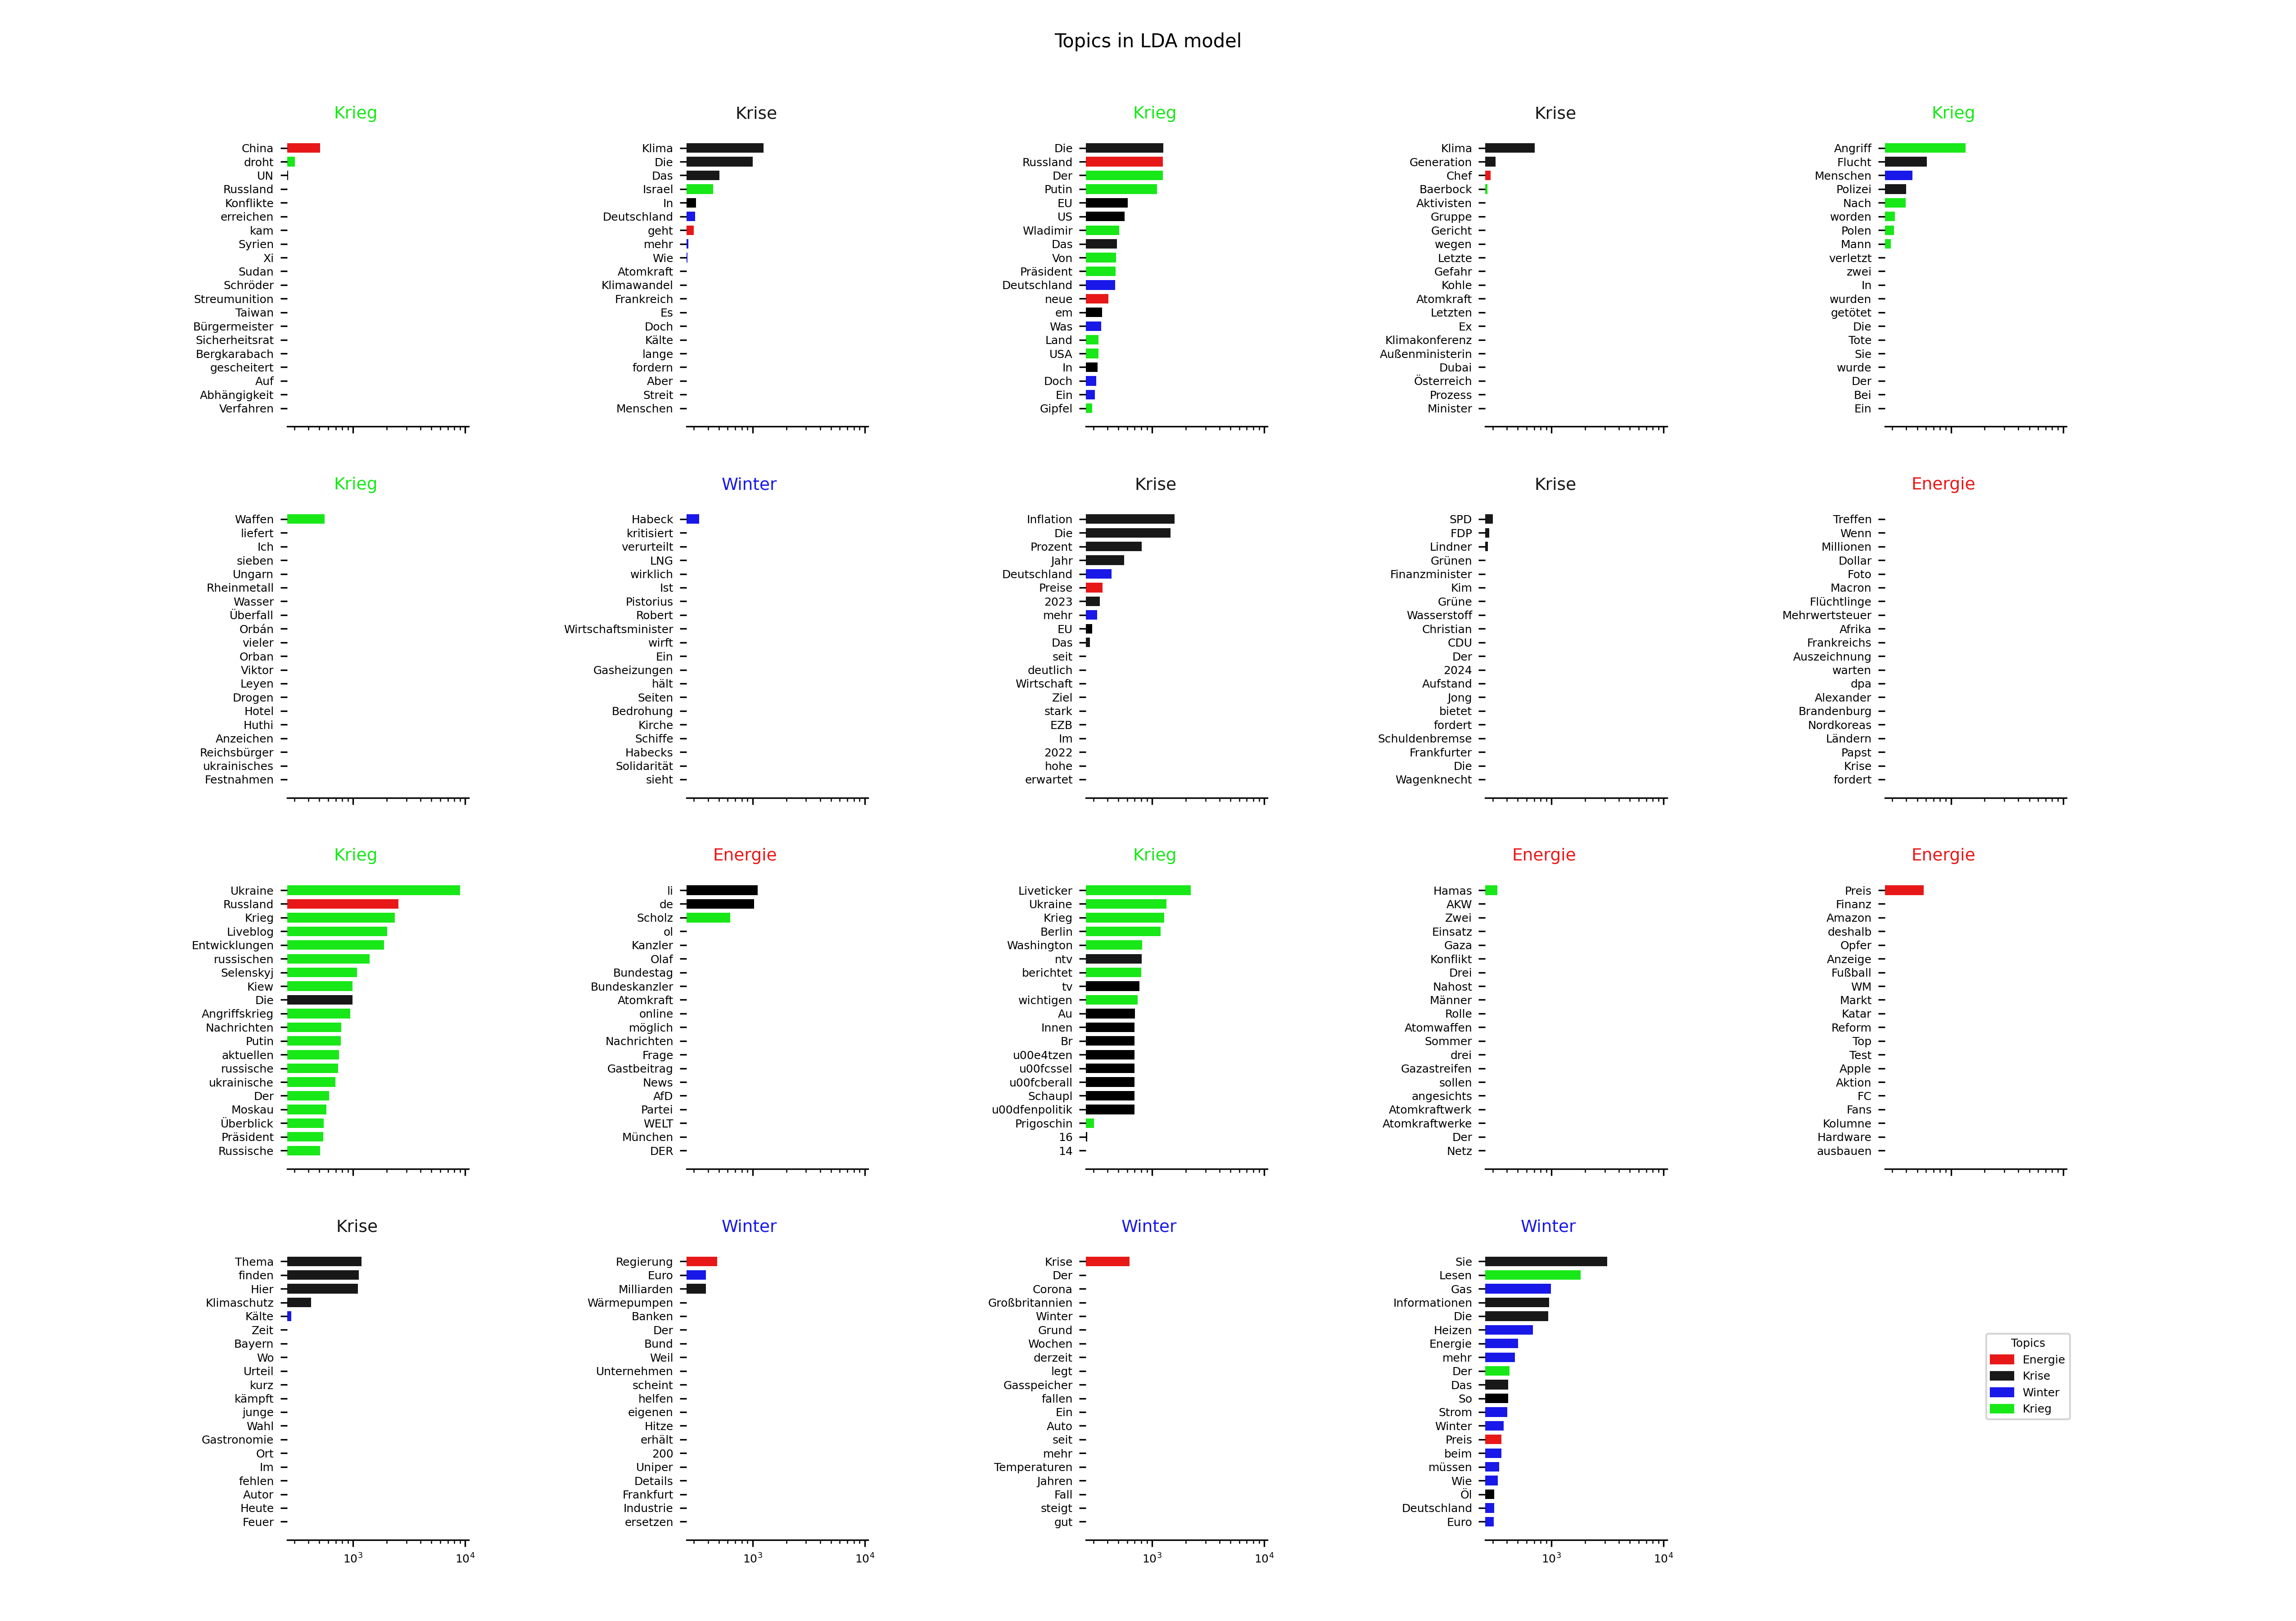 Topics in LDA model
Krieg
China
droht
UN
Russland
Konflikte
erreichen
kam
Syrien
Xi
Sudan
Schröder
Streumunition
Taiwan
Bürgermeister
Sicherheitsrat
Bergkarabach
gescheitert
Auf
Abhängigkeit
Verfahren
Krise
Klima
Die
Das
Israel
In
Deutschland
geht
mehr
Wie
Atomkraft
Klimawandel
Frankreich
Es
Doch
Kälte
lange
fordern
Aber
Streit
Menschen
Krieg
Die
Russland
Der
Putin
EU
US
Wladimir
Das
Von
Präsident
Deutschland
neue
em
Was
Land
USA
In
Doch
Ein
Gipfel
Krise
Klima
Generation
Chef
Baerbock
Aktivisten
Gruppe
Gericht
wegen
Letzte
Gefahr
Kohle
Atomkraft
Letzten
Ex
Klimakonferenz
Außenministerin
Dubai
Österreich
Prozess
Minister
Krieg
Angriff
Flucht
Menschen
Polizei
Nach
worden
Polen
Mann
verletzt
zwei
In
wurden
getötet
Die
Tote
Sie
wurde
Der
Bei
Ein
Krieg
Waffen
liefert
Ich
sieben
Ungarn
Rheinmetall
Wasser
Überfall
Orbán
vieler
Orban
Viktor
Leyen
Drogen
Hotel
Huthi
Anzeichen
Reichsbürger
ukrainisches
Festnahmen
Winter
Habeck
kritisiert
verurteilt
LNG
wirklich
Ist
Pistorius
Robert
Wirtschaftsminister
wirft
Ein
Gasheizungen
hält
Seiten
Bedrohung
Kirche
Schiffe
Habecks
Solidarität
sieht
Krise
Inflation
Die
Prozent
Jahr
Deutschland
Preise
2023
mehr
EU
Das
seit
deutlich
Wirtschaft
Ziel
stark
EZB
Im
2022
hohe
erwartet
Krise
SPD
FDP
Lindner
Grünen
Finanzminister
Kim
Grüne
Wasserstoff
Christian
CDU
Der
2024
Aufstand
Jong
bietet
fordert
Schuldenbremse
Frankfurter
Die
Wagenknecht
Energie
Treffen
Wenn
Millionen
Dollar
Foto
Macron
Flüchtlinge
Mehrwertsteuer
Afrika
Frankreichs
Auszeichnung
warten
dpa
Alexander
Brandenburg
Nordkoreas
Ländern
Papst
Krise
fordert
Krieg
Ukraine
Russland
Krieg
Liveblog
Entwicklungen
russischen
Selenskyj
Kiew
Die
Angriffskrieg
Nachrichten
Putin
aktuellen
russische
ukrainische
Der
Moskau
Überblick
Präsident
Russische
Energie
li
de
Scholz
ol
Kanzler
Olaf
Bundestag
Bundeskanzler
Atomkraft
online
möglich
Nachrichten
Frage
Gastbeitrag
News
AfD
Partei
WELT
München
DER
Krieg
Liveticker
Ukraine
Krieg
Berlin
Washington
ntv
berichtet
tv
wichtigen
Au
Innen
Br
u00e4tzen
u00fcssel
u00fcberall
Schaupl
u00dfenpolitik
Prigoschin
16
14
Energie
Hamas
AKW
Zwei
Einsatz
Gaza
Konflikt
Drei
Nahost
Männer
Rolle
Atomwaffen
Sommer
drei
Gazastreifen
sollen
angesichts
Atomkraftwerk
Atomkraftwerke
Der
Netz
Energie
Preis
Finanz
Amazon
deshalb
Opfer
Anzeige
Fußball
WM
Markt
Katar
Reform
Top
Test
Apple
Aktion
FC
Fans
Kolumne
Hardware
ausbauen
Krise
Thema
finden
Hier
Klimaschutz
Kälte
Zeit
Bayern
Wo
Urteil
kurz
kämpft
junge
Wahl
Gastronomie
Ort
Im
fehlen
Autor
Heute
Feuer
10³ 10⁴
Winter
Regierung
Euro
Milliarden
Wärmepumpen
Banken
Der
Bund
Weil
Unternehmen
scheint
helfen
eigenen
Hitze
erhält
200
Uniper
Details
Frankfurt
Industrie
ersetzen
10³ 10⁴
Winter
Krise
Der
Corona
Großbritannien
Winter
Grund
Wochen
derzeit
legt
Gasspeicher
fallen
Ein
Auto
seit
mehr
Temperaturen
Jahren
Fall
steigt
gut
10³ 10⁴
Winter
Sie
Lesen
Gas
Informationen
Die
Heizen
Energie
mehr
Der
Das
So
Strom
Winter
Preis
beim
müssen
Wie
Öl
Deutschland
Euro
10³ 10⁴
Topics
Energie
Krise
Winter
Krieg